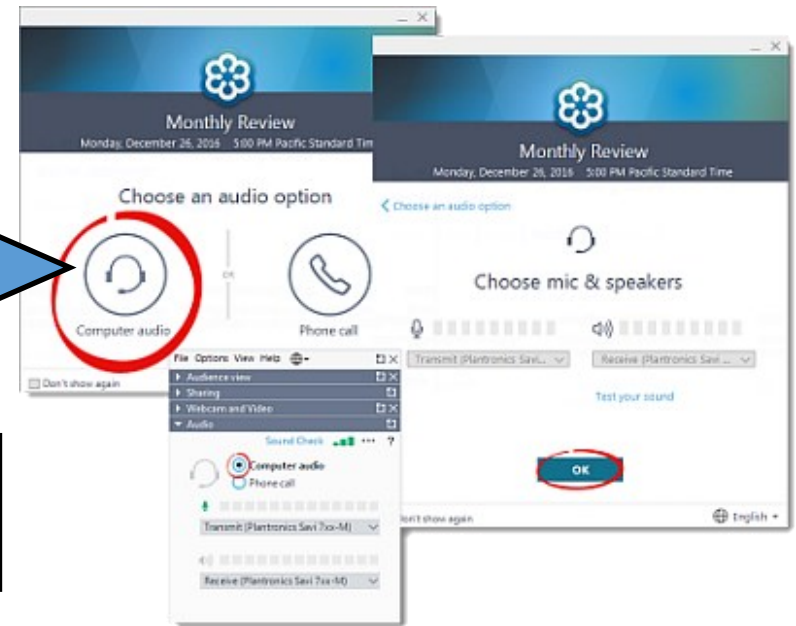 Monthly Review
Monday, December 26, 2016 5:00 PM Pacific Standard Tim
Choose an audio option
OR
Computer audio
Phone call
Don't show again
Monthly Review
Monday, December 26, 2016 5:00 PM Pacific Standard Time
Choose an audio option
Choose mic & speakers
Transmit (Plantronics Savi...
Receive (Plantronics Savi ...
Test your sound
OK
Don't show again
English
File Options View Help
Audience view
Sharing
Webcam and Video
Audio
Sound Check ?
Computer audio
Phone call
Transmit (Plantronics Savi 7xx-M)
Receive (Plantronics Savi 7xx-M)